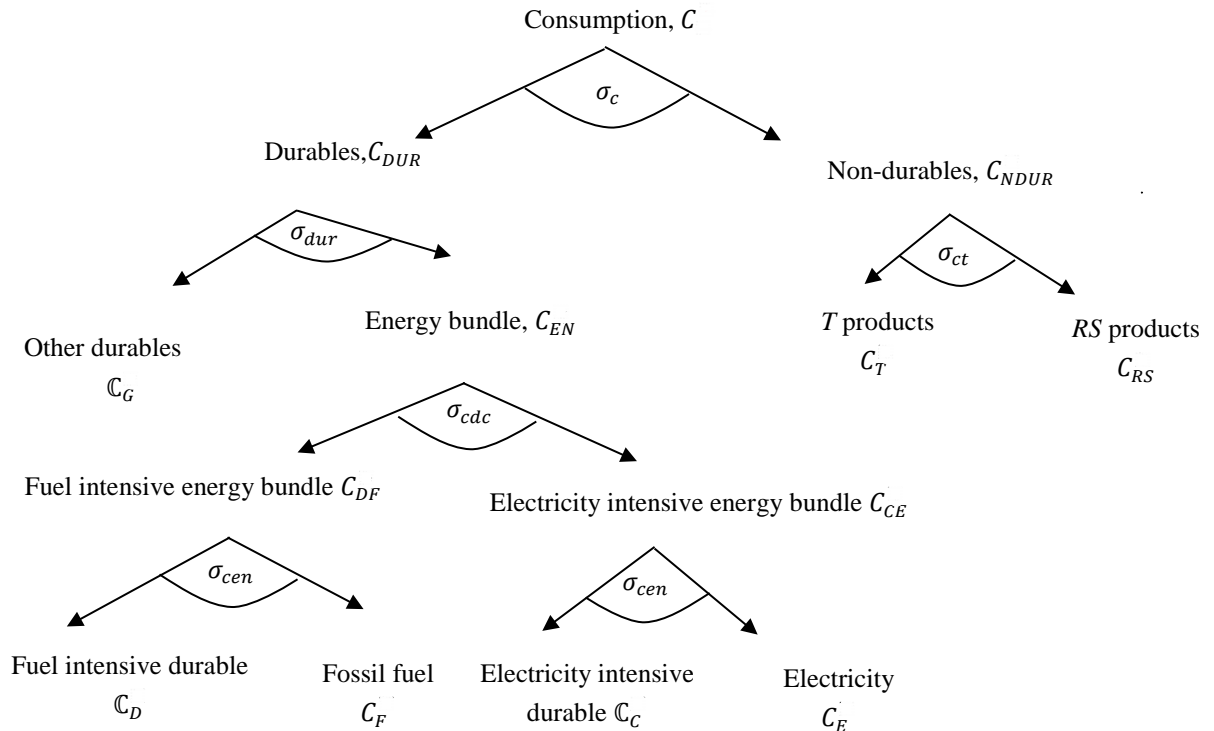 Consumption, C
σ_c
Durables,C_DUR
Non-durables, C_NDUR
σ_dur
σ_ct
Other durables
ℂ_G
Energy bundle, C_EN
T products
C_T
RS products
C_RS
σ_cdc
Fuel intensive energy bundle C_DF
Electricity intensive energy bundle C_CE
σ_cen
σ_cen
Fuel intensive durable
ℂ_D
Fossil fuel
C_F
Electricity intensive
durable ℂ_C
Electricity
C_E